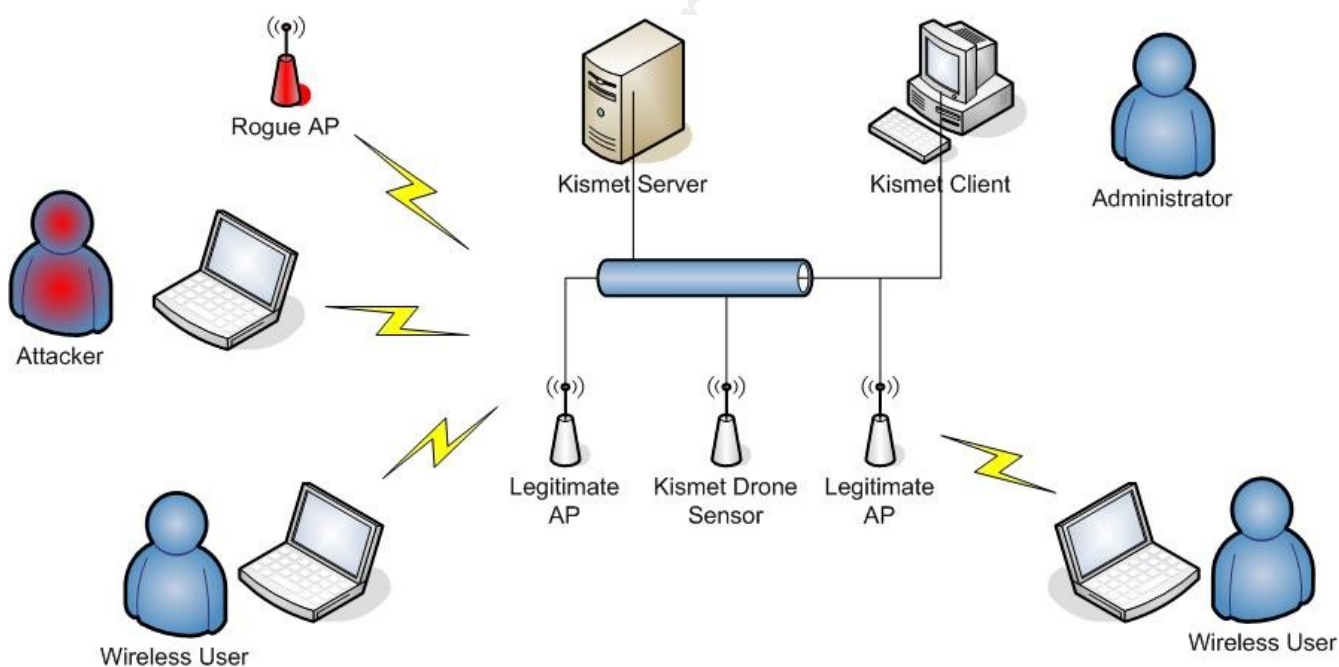 Rogue AP
Kismet Server
Kismet Client
Administrator
Attacker
Legitimate
AP
Kismet Drone
Sensor
Legitimate
AP
Wireless User
Wireless User